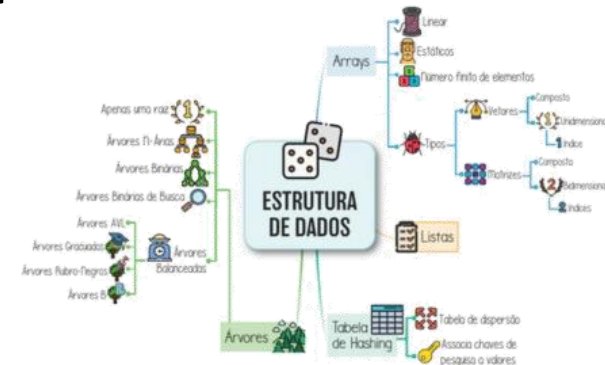 Linear
Arrays
Estáticos
Número finito de elementos
Tipos
Vetores
Composto
Unidimensional
1 índice
Matrizes
Composto
Bidimensional
2 índices
ESTRUTURA
DE DADOS
Listas
Tabela
de Hashing
Tabela de dispersão
Associa chaves de
pesquisa a valores
Árvores
Apenas uma raiz
Árvores N-Árias
Árvores Binárias
Árvores Binárias de Busca
Árvores
Balanceadas
Árvores AVL
Árvores Graduadas
Árvores Rubro-Negras
Árvores B